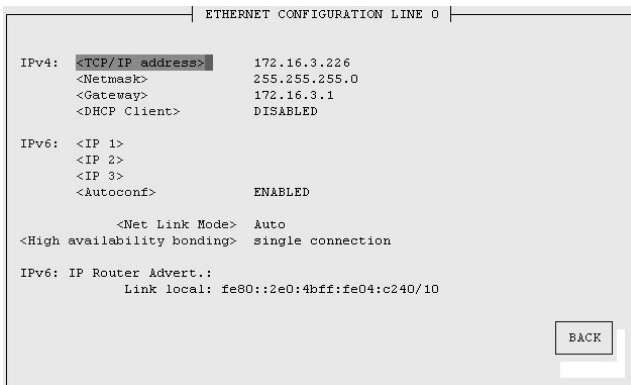 ETHERNET CONFIGURATION LINE 0
IPv4: <TCP/IP address> 172.16.3.226
<Netmask> 255.255.255.0
<Gateway> 172.16.3.1
<DHCP Client> DISABLED
IPv6: <IP 1>
<IP 2>
<IP 3>
<Autoconf> ENABLED
<Net Link Mode> Auto
<High availability bonding> single connection
IPv6: IP Router Advert.:
Link local: fe80::2e0:4bff:fe04:c240/10
BACK